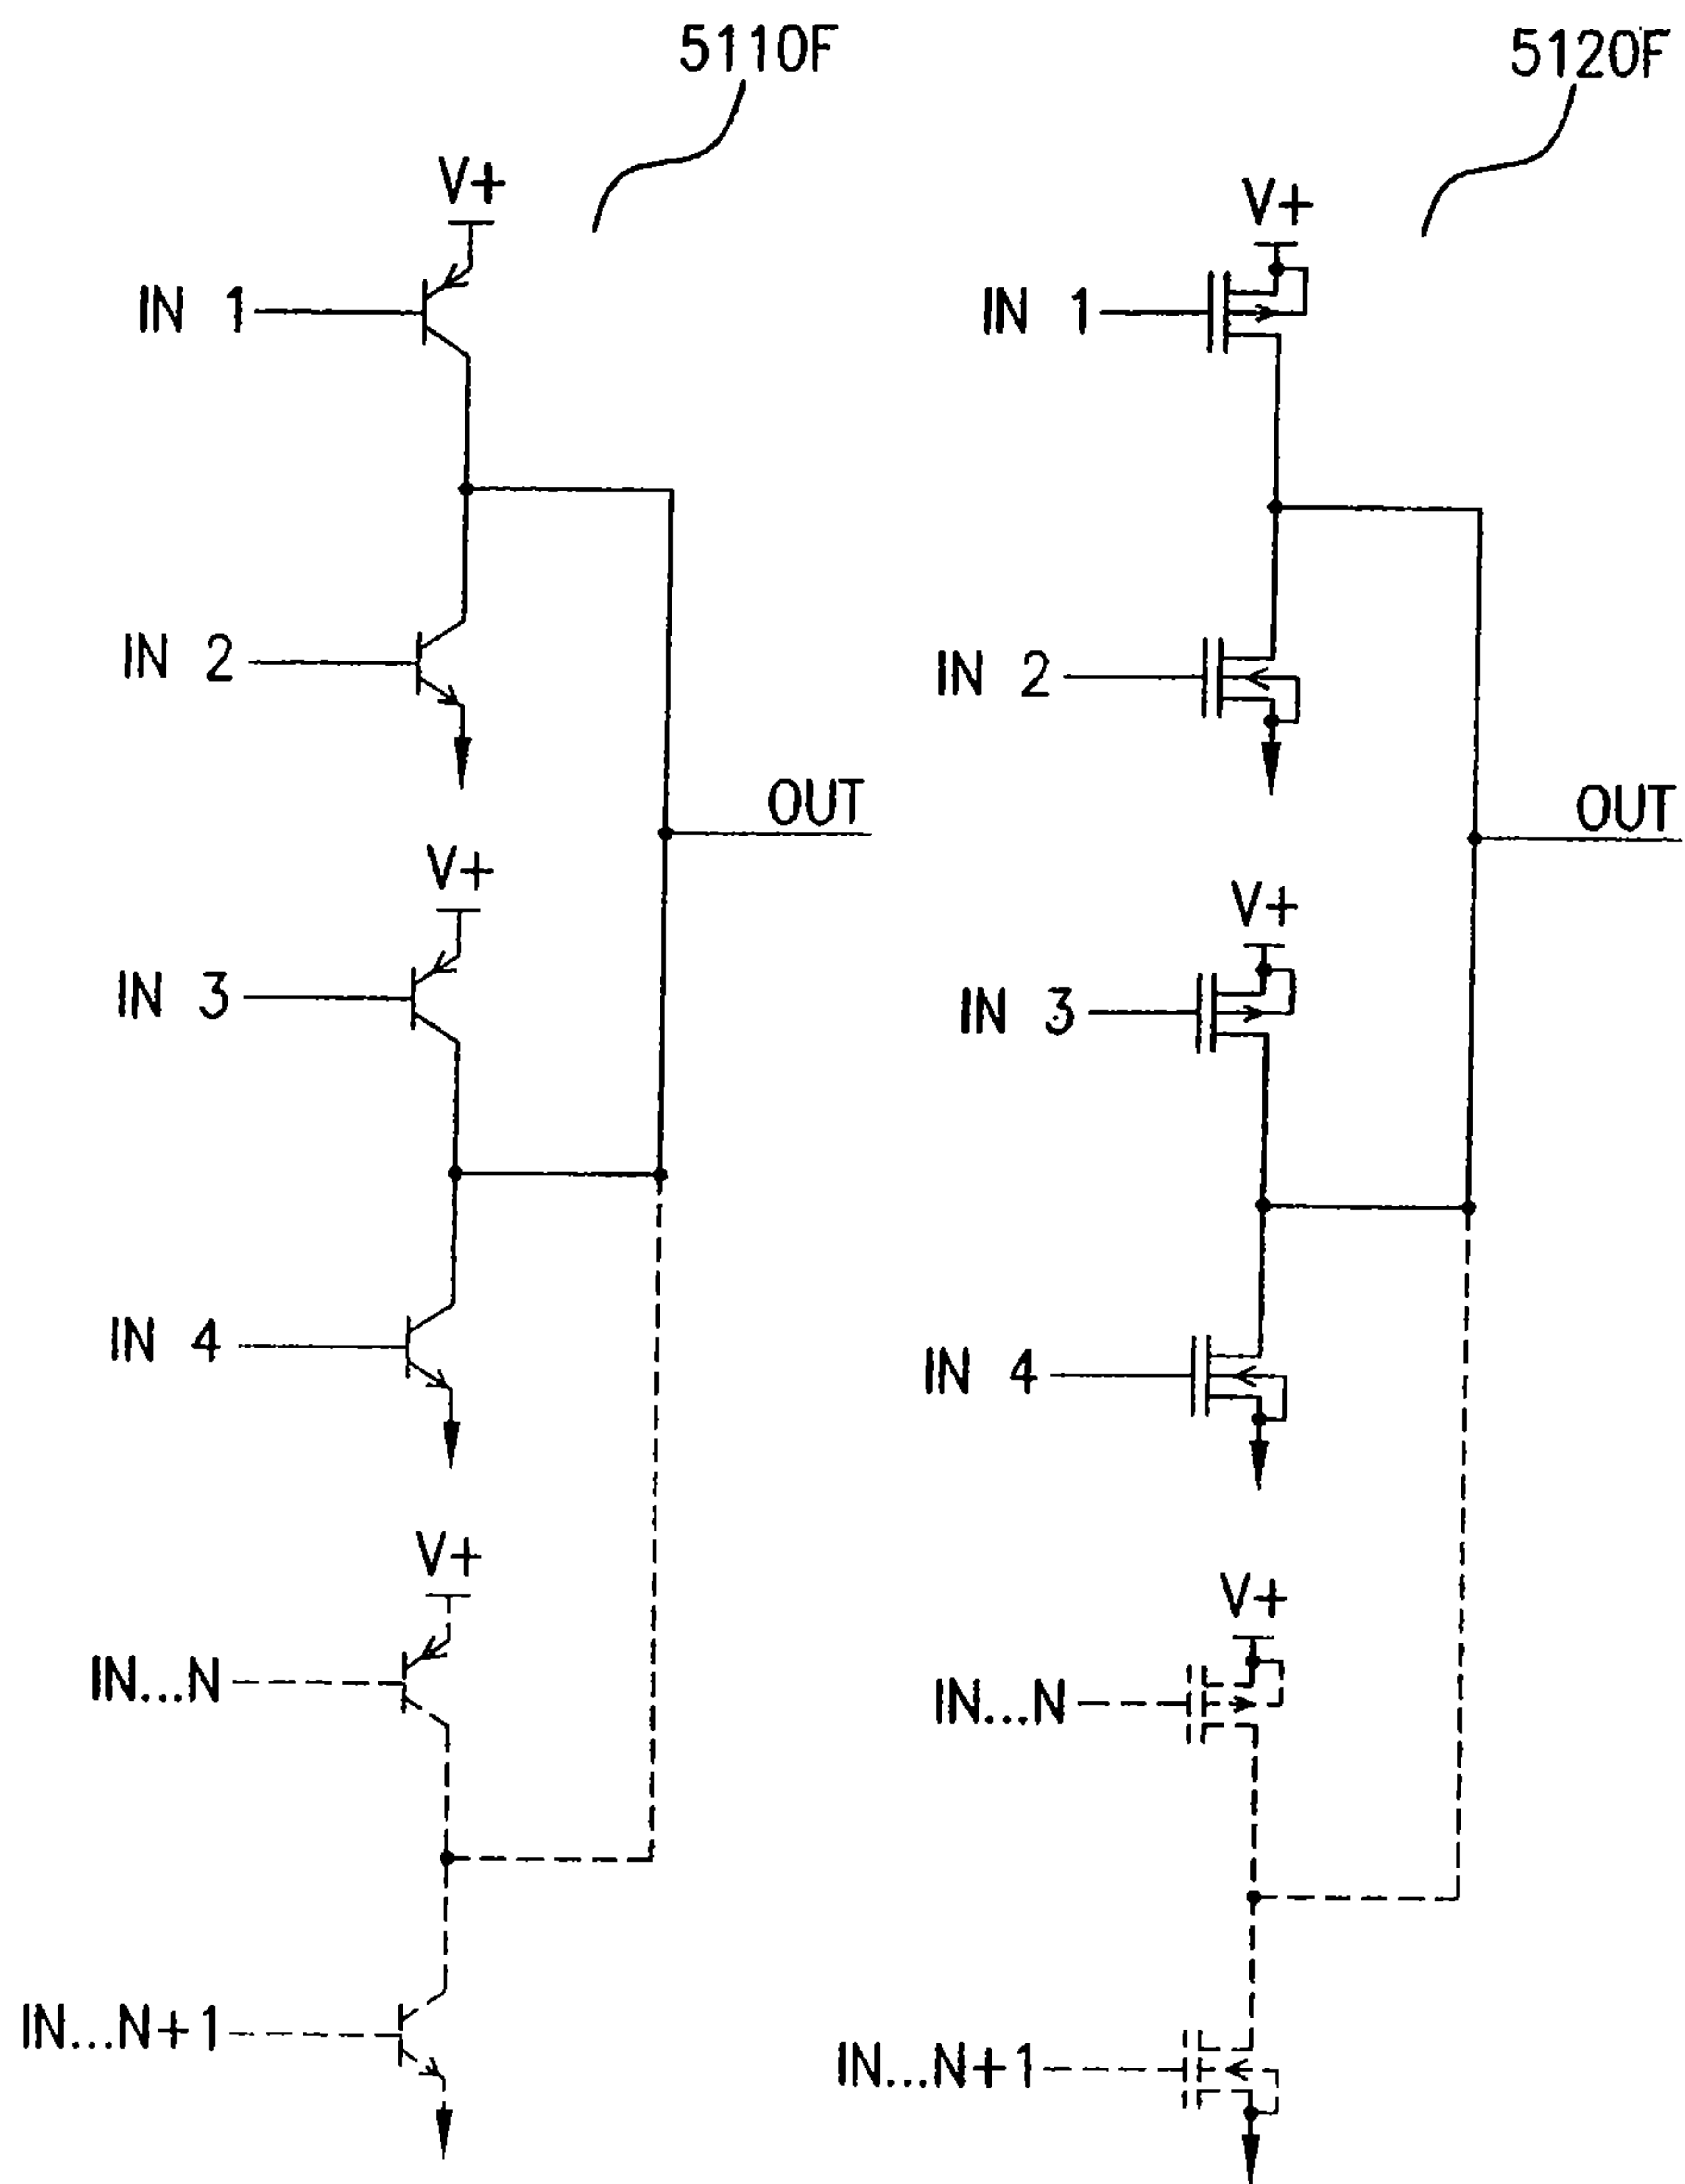 5110F
V+
IN 1
IN 2
OUT
V+
IN 3
IN 4
V+
IN...N
IN...N+1
5120F
V+
IN 1
IN 2
OUT
V+
IN 3
IN 4
V+
IN...N
IN...N+1